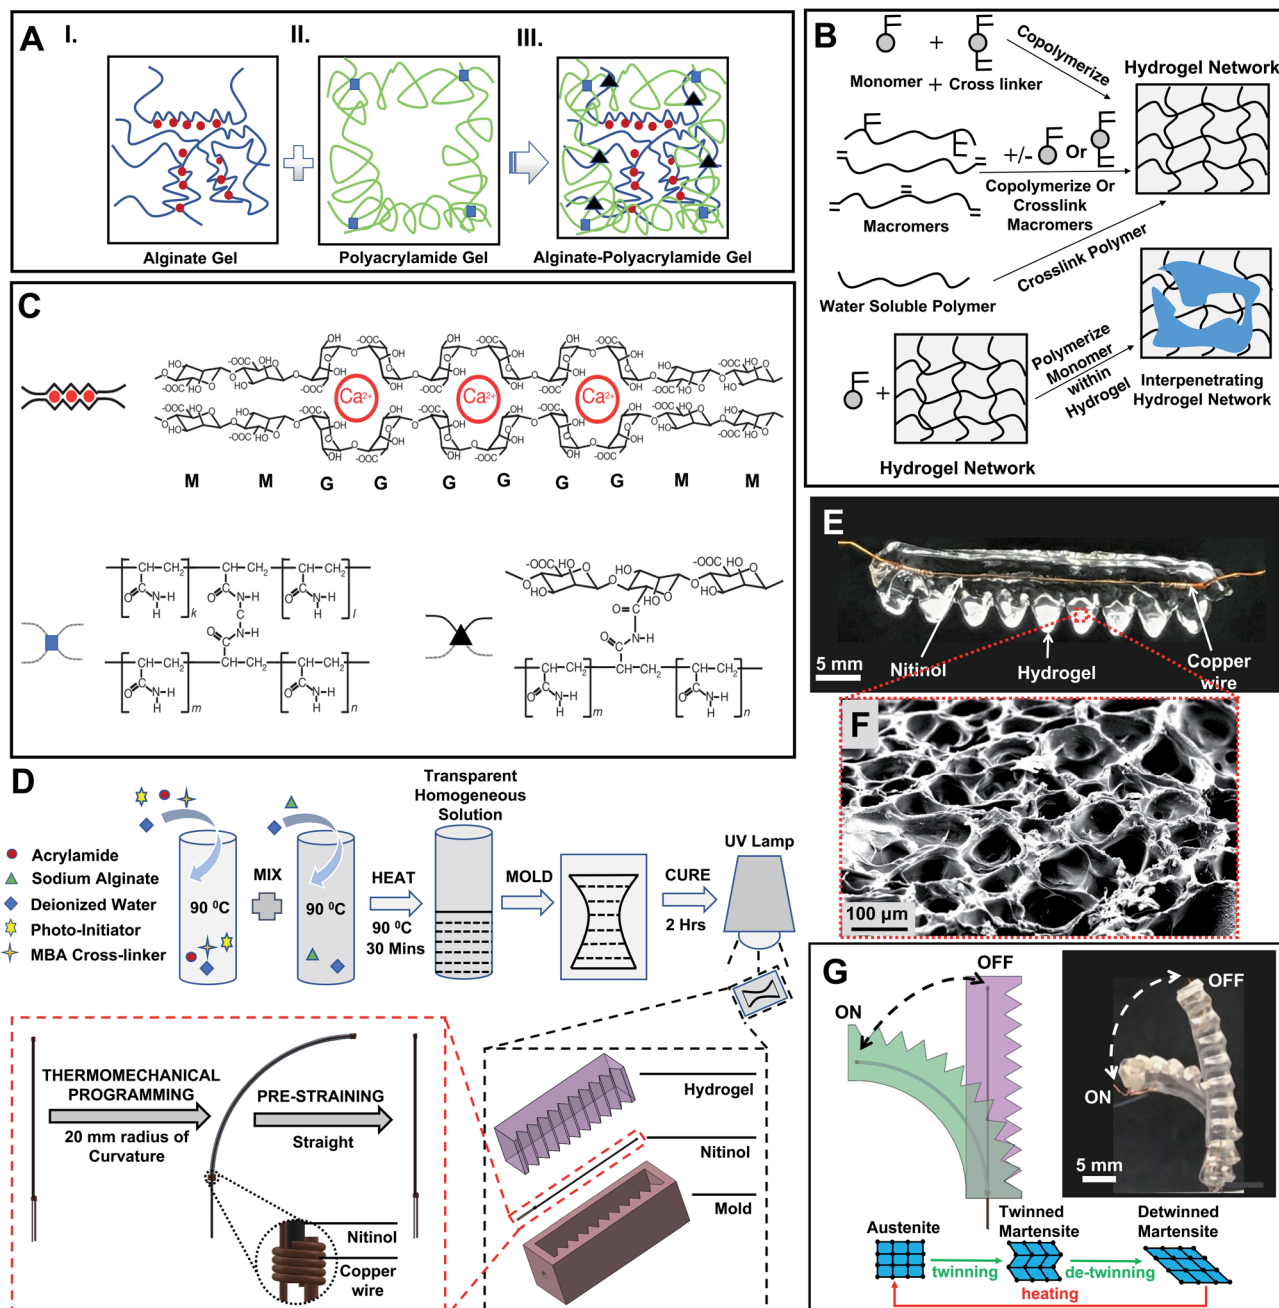 A
I.
II.
III.
Alginate Gel
Polyacrylamide Gel
Alginate-Polyacrylamide Gel
B
Monomer + Cross linker
+
Copolymerize
Hydrogel Network
+/-
Or
Copolymerize Or
Crosslink
Macromers
Macromers
Crosslink Polymer
Water Soluble Polymer
+
Polymerize
Monomer
within
Hydrogel
Interpenetrating
Hydrogel Network
Hydrogel Network
C
Ca2+
Ca2+
Ca2+
M
M
G
G
G
G
G
G
M
M
k
l
m
n
m
n
D
Acrylamide
Sodium Alginate
Deionized Water
Photo-Initiator
MBA Cross-linker
90 ⁰C
MIX
90 ⁰C
HEAT
90 ⁰C
30 Mins
Transparent
Homogeneous
Solution
MOLD
CURE
2 Hrs
UV Lamp
THERMOMECHANICAL
PROGRAMMING
20 mm radius of
Curvature
PRE-STRAINING
Straight
Nitinol
Copper
wire
Hydrogel
Nitinol
Mold
E
5 mm
Nitinol
Hydrogel
Copper
wire
F
100 µm
G
OFF
ON
OFF
ON
5 mm
Austenite
Twinned
Martensite
Detwinned
Martensite
twinning
de-twinning
heating